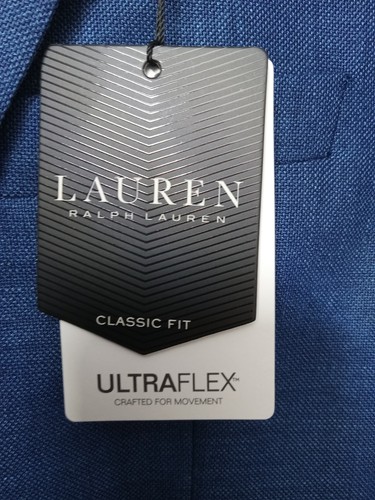 LAUREN
RALPH LAUREN
CLASSIC FIT
ULTRAFLEX™
CRAFTED FOR MOVEMENT